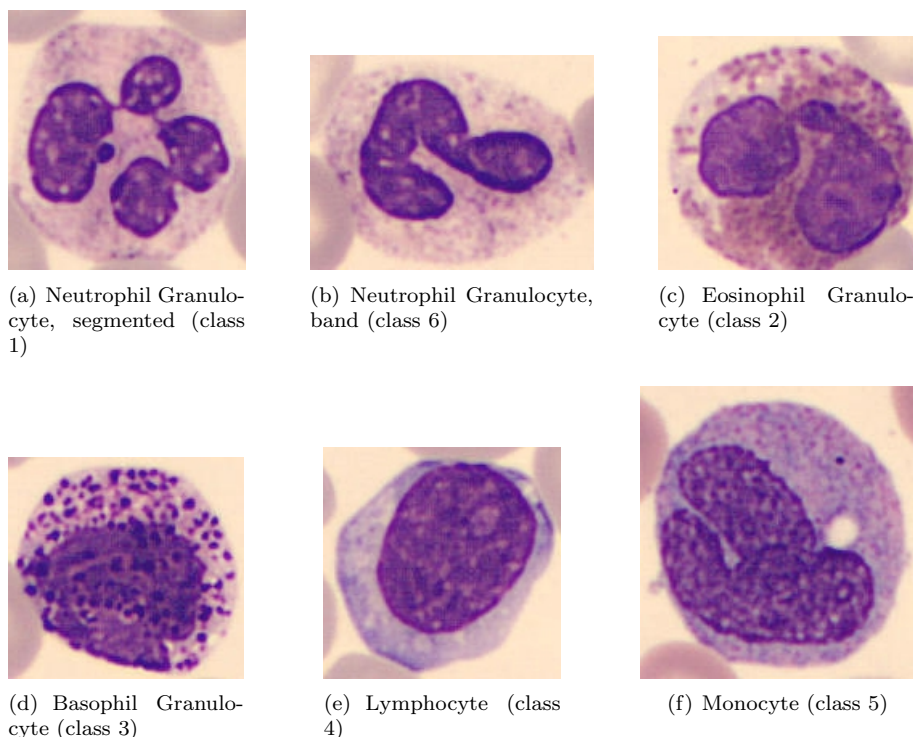 (a) Neutrophil Granulo-
cyte, segmented (class
1)
(b) Neutrophil Granulocyte,
band (class 6)
(c) Eosinophil Granulo-
cyte (class 2)
(d) Basophil Granulo-
cyte (class 3)
(e) Lymphocyte (class
4)
(f) Monocyte (class 5)